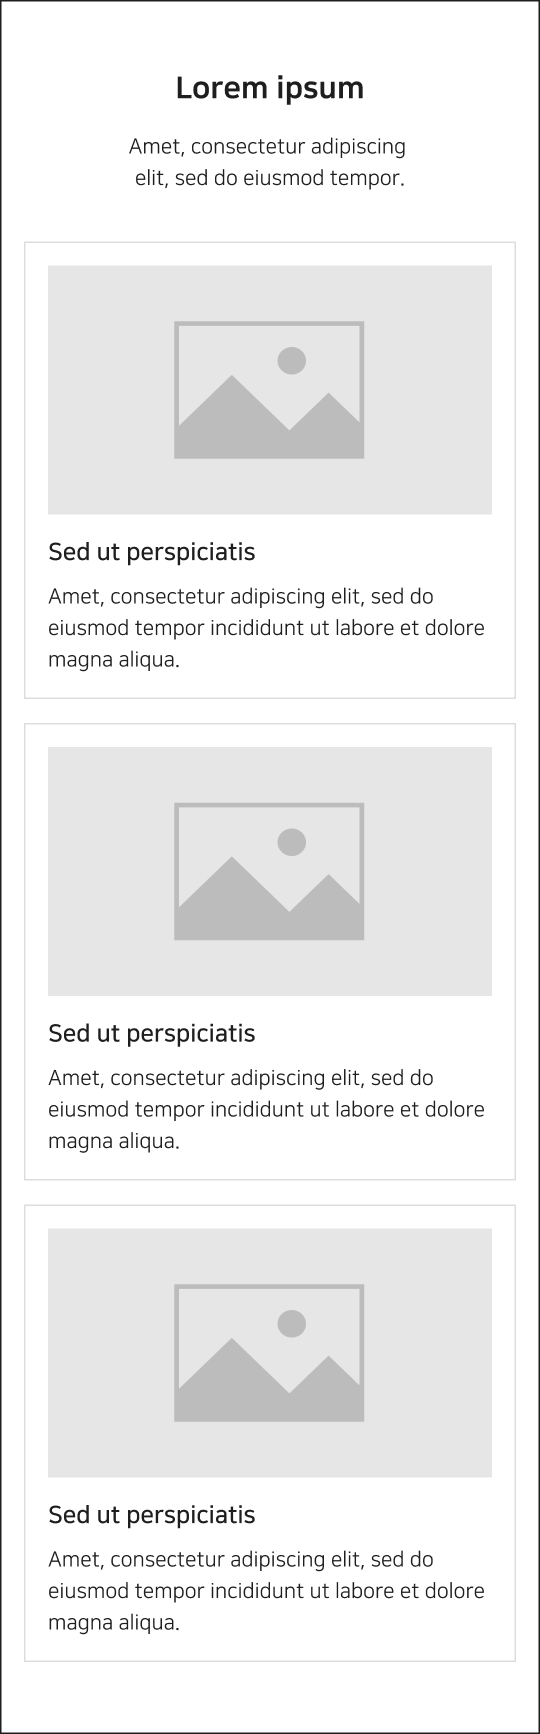 Lorem ipsum
Amet, consectetur adipiscing
elit, sed do eiusmod tempor.
Sed ut perspiciatis
Amet, consectetur adipiscing elit, sed do
eiusmod tempor incididunt ut labore et dolore
magna aliqua.
Sed ut perspiciatis
Amet, consectetur adipiscing elit, sed do
eiusmod tempor incididunt ut labore et dolore
magna aliqua.
Sed ut perspiciatis
Amet, consectetur adipiscing elit, sed do
eiusmod tempor incididunt ut labore et dolore
magna aliqua.